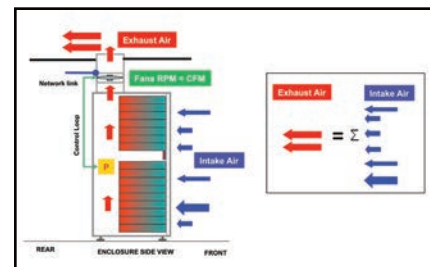 Exhaust Air
Network link
Fans RPM = CFM
Control Loop
P
Intake Air
REAR
ENCLOSURE SIDE VIEW
FRONT
Exhaust Air
Intake Air
= Σ